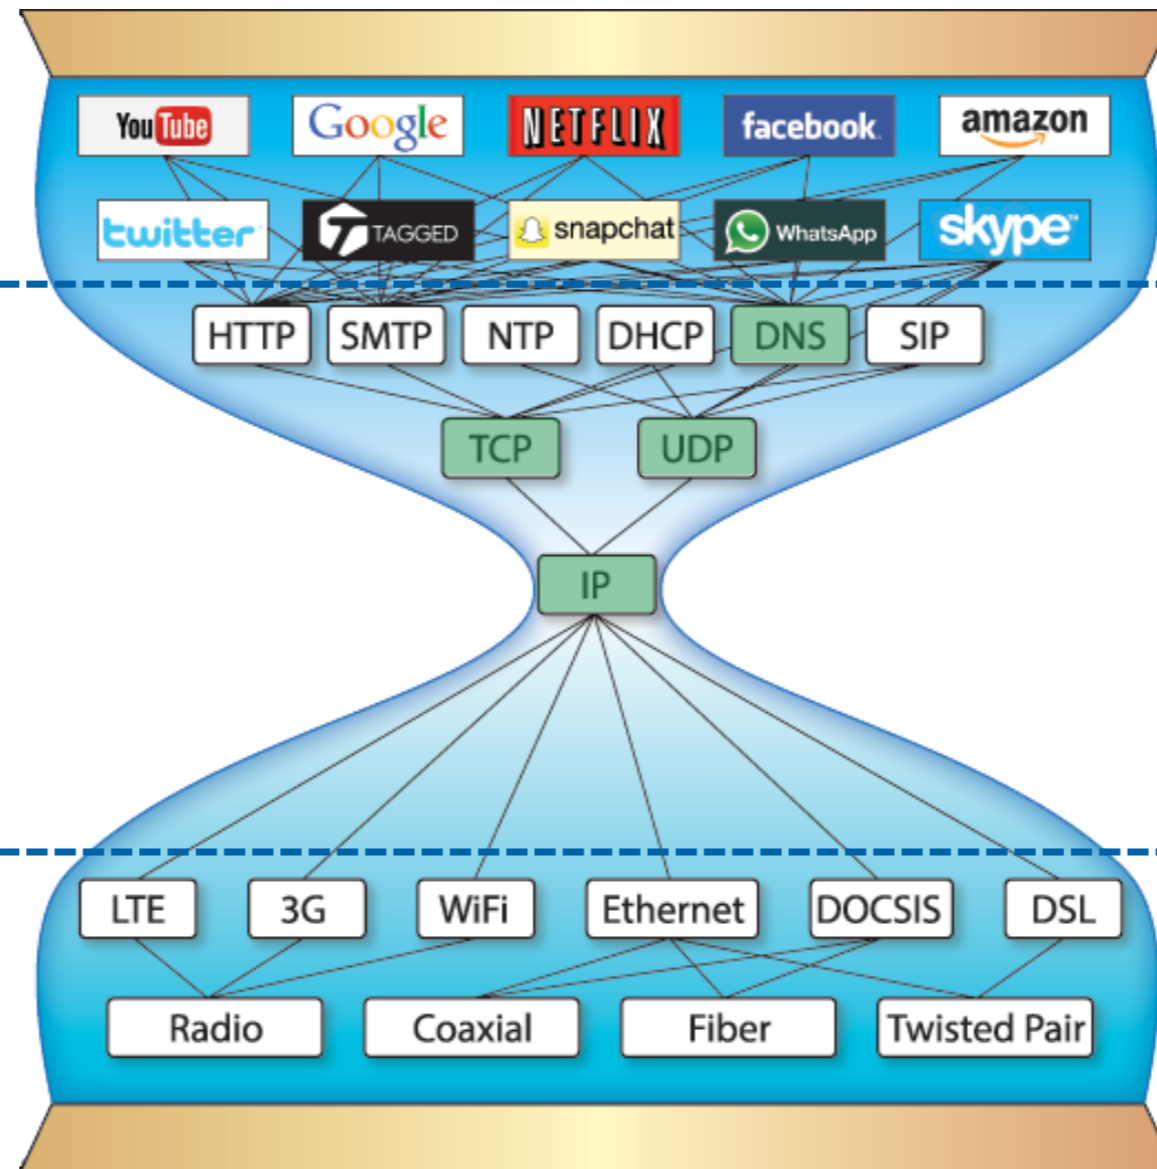 YouTube
Google
NETFLIX
facebook
amazon
twitter
TAGGED
snapchat
WhatsApp
skype™
HTTP
SMTP
NTP
DHCP
DNS
SIP
TCP
UDP
IP
LTE
3G
WiFi
Ethernet
DOCSIS
DSL
Radio
Coaxial
Fiber
Twisted Pair